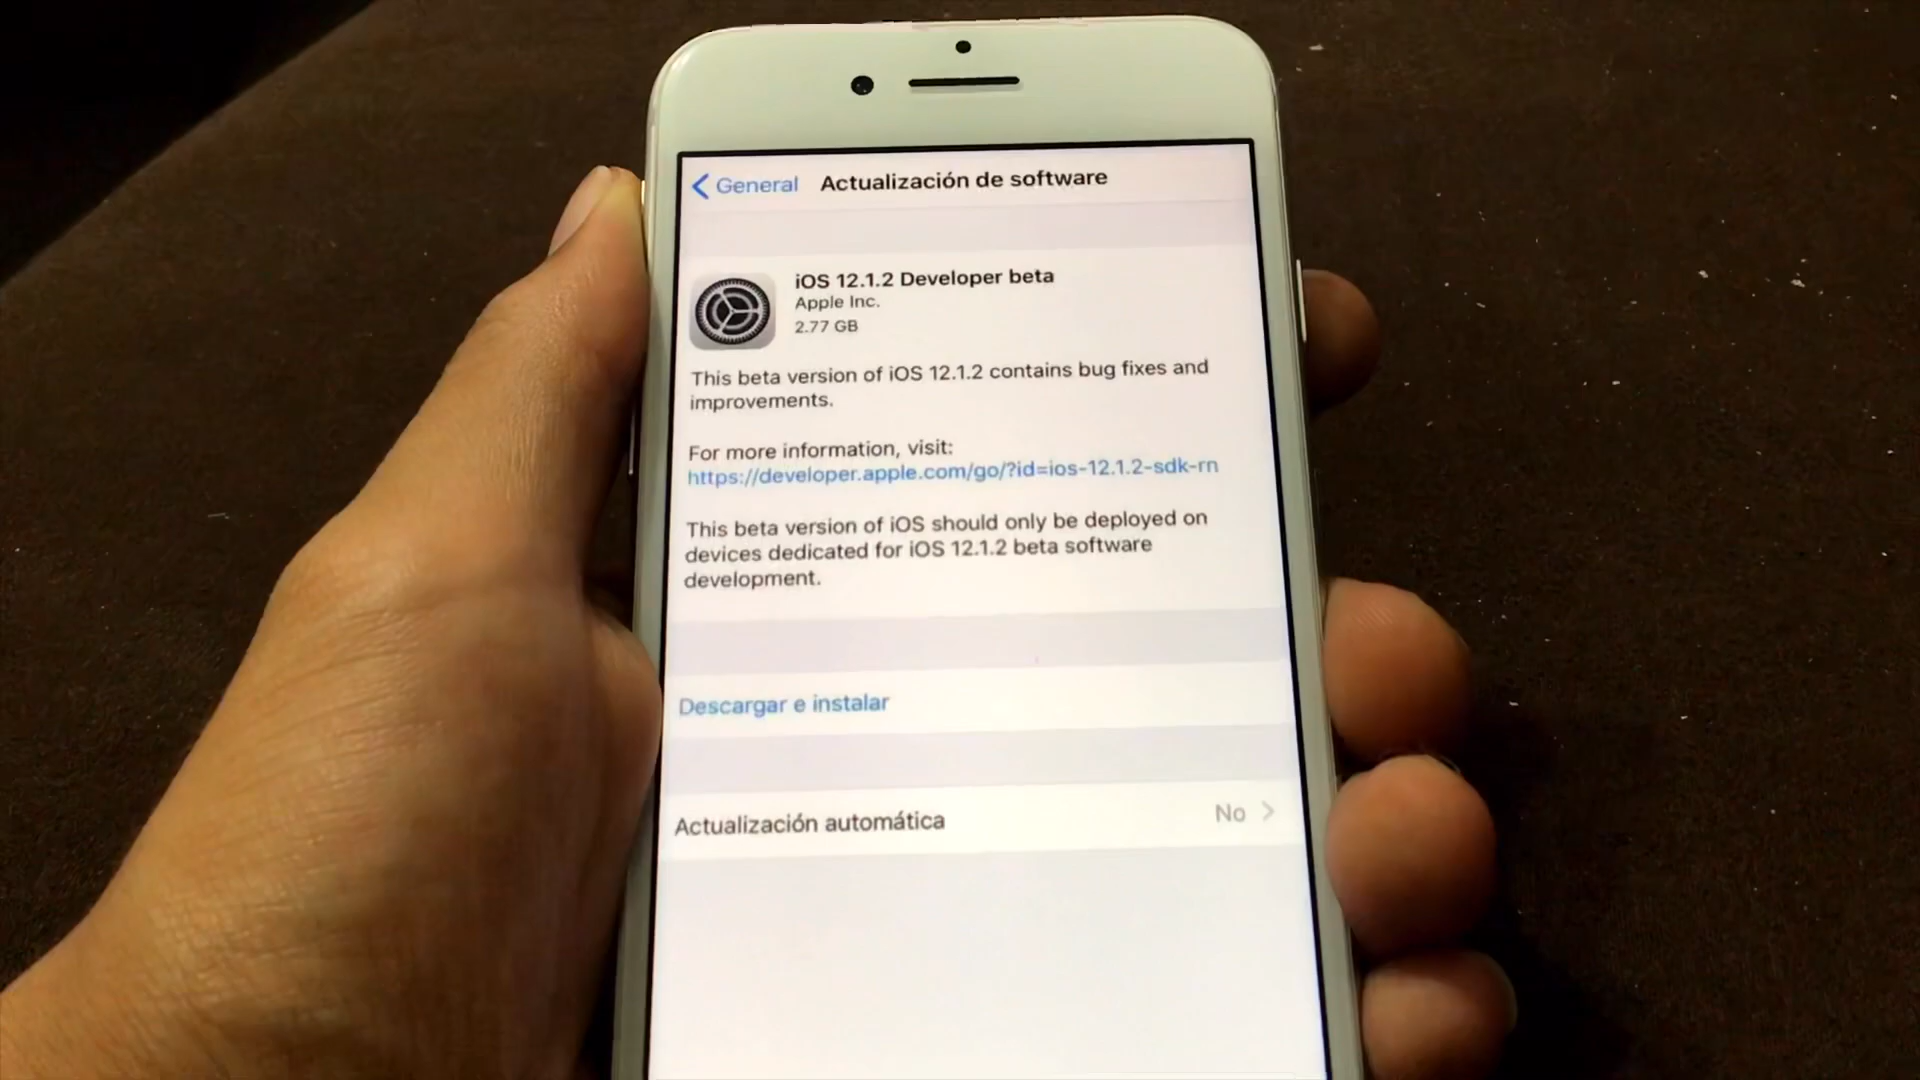 General Actualización de software
iOS 12.1.2 Developer beta
Apple Inc.
2.77 GB
This beta version of iOS 12.1.2 contains bug fixes and
improvements.
For more information, visit:
https://developer.apple.com/go/?id=ios-12.1.2-sdk-rn
This beta version of iOS should only be deployed on
devices dedicated for iOS 12.1.2 beta software
development.
Descargar e instalar
Actualización automática No